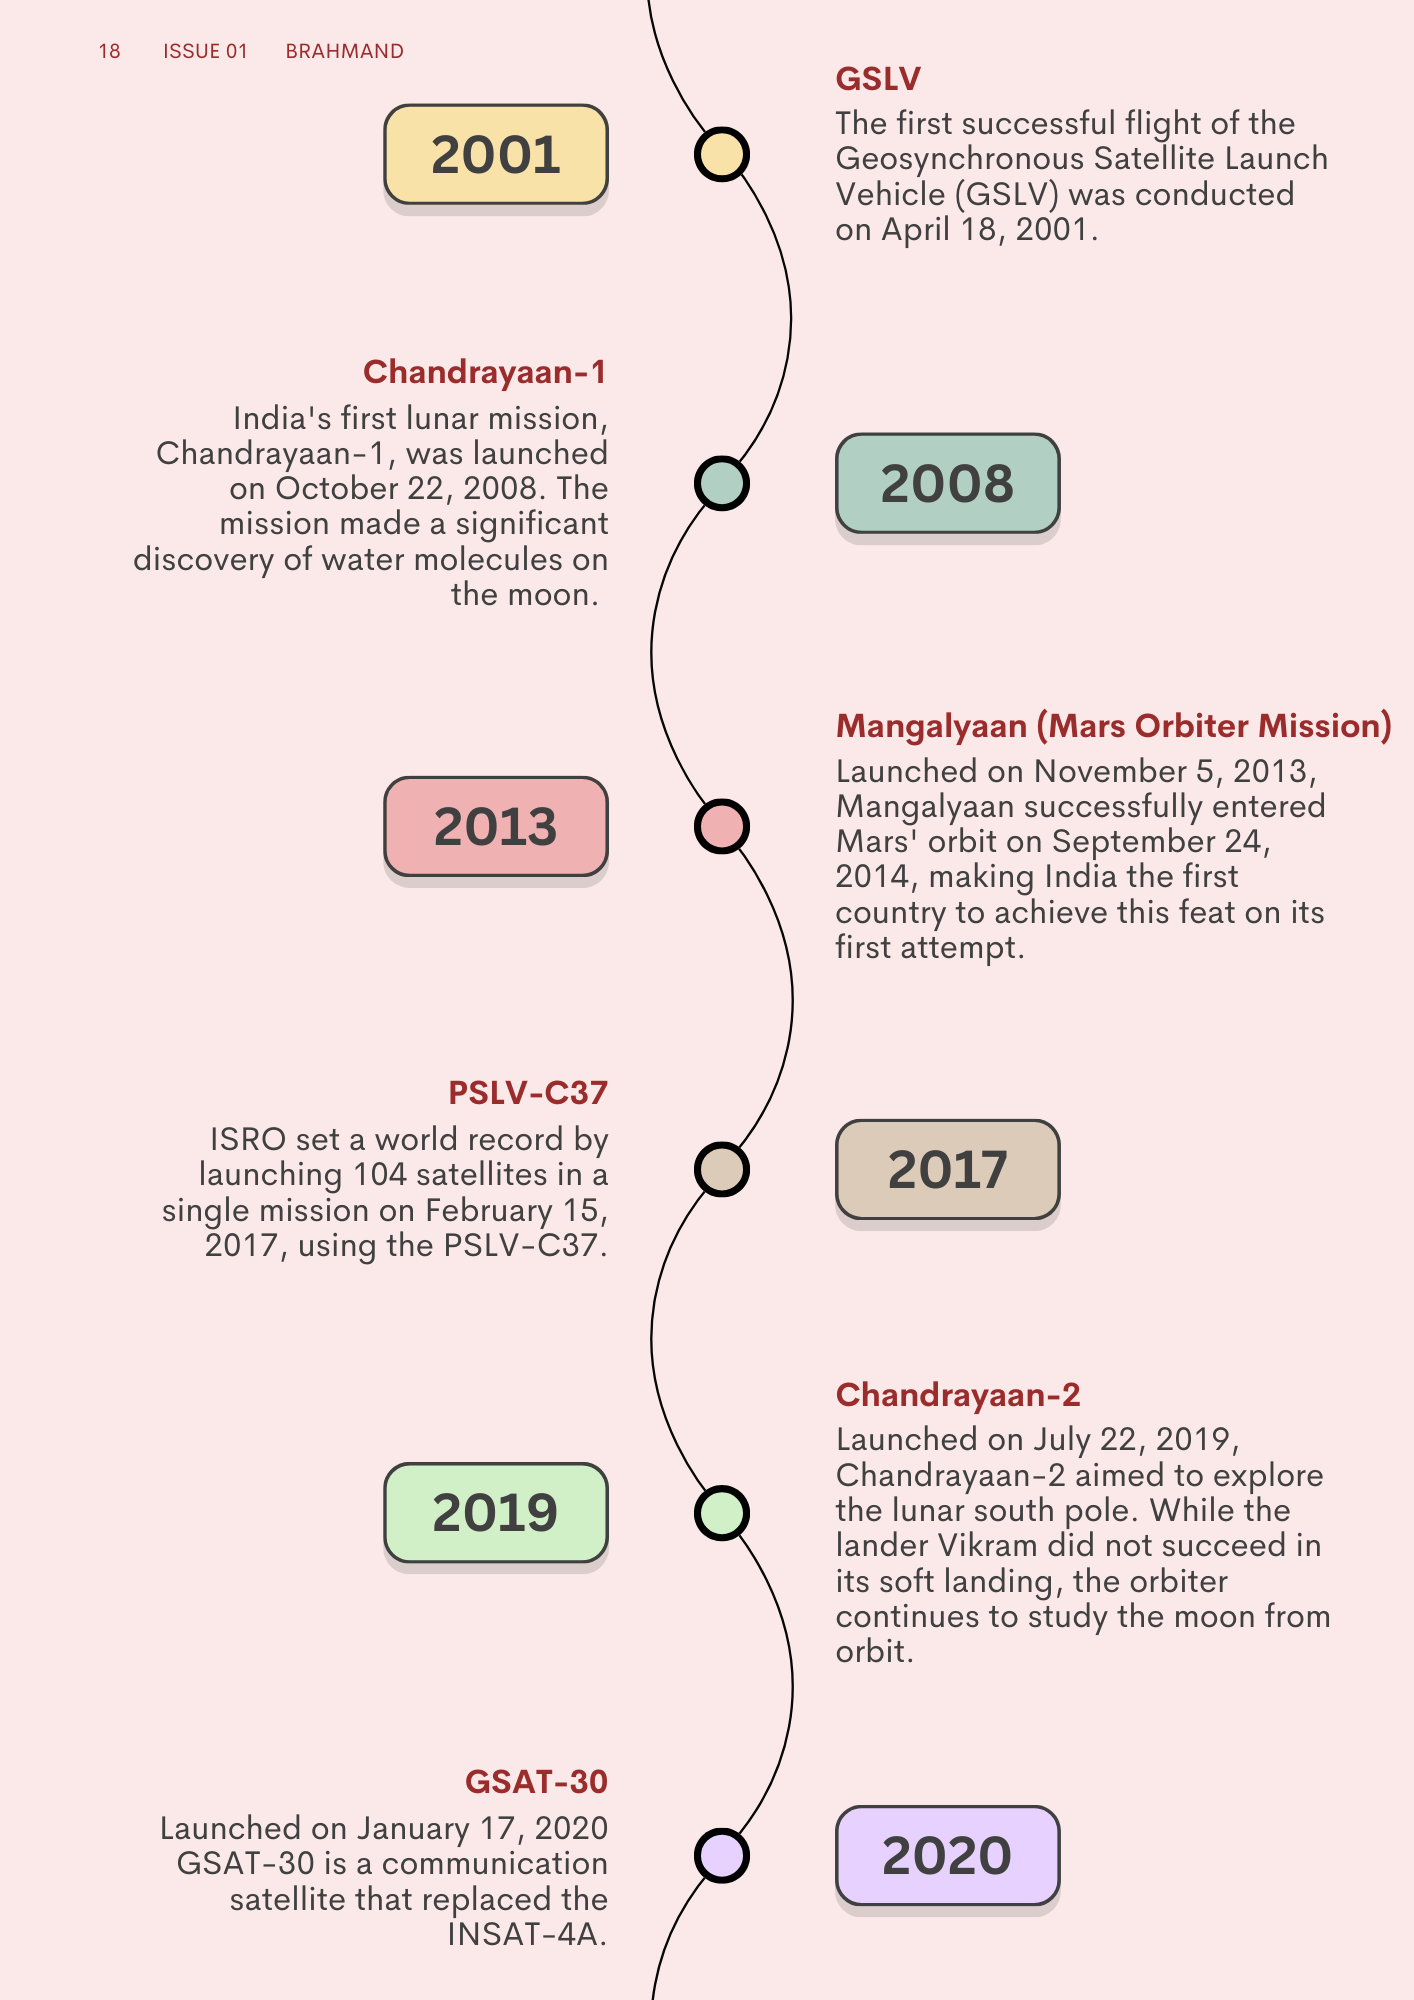 18 ISSUE 01 BRAHMAND
2001
GSLV
The first successful flight of the
Geosynchronous Satellite Launch
Vehicle (GSLV) was conducted
on April 18, 2001.
Chandrayaan-1
India's first lunar mission,
Chandrayaan-1, was launched
on October 22, 2008. The
mission made a significant
discovery of water molecules on
the moon.
2008
Mangalyaan (Mars Orbiter Mission)
Launched on November 5, 2013,
Mangalyaan successfully entered
Mars' orbit on September 24,
2014, making India the first
country to achieve this feat on its
first attempt.
2013
PSLV-C37
ISRO set a world record by
launching 104 satellites in a
single mission on February 15,
2017, using the PSLV-C37.
2017
Chandrayaan-2
Launched on July 22, 2019,
Chandrayaan-2 aimed to explore
the lunar south pole. While the
lander Vikram did not succeed in
its soft landing, the orbiter
continues to study the moon from
orbit.
2019
GSAT-30
Launched on January 17, 2020
GSAT-30 is a communication
satellite that replaced the
INSAT-4A.
2020